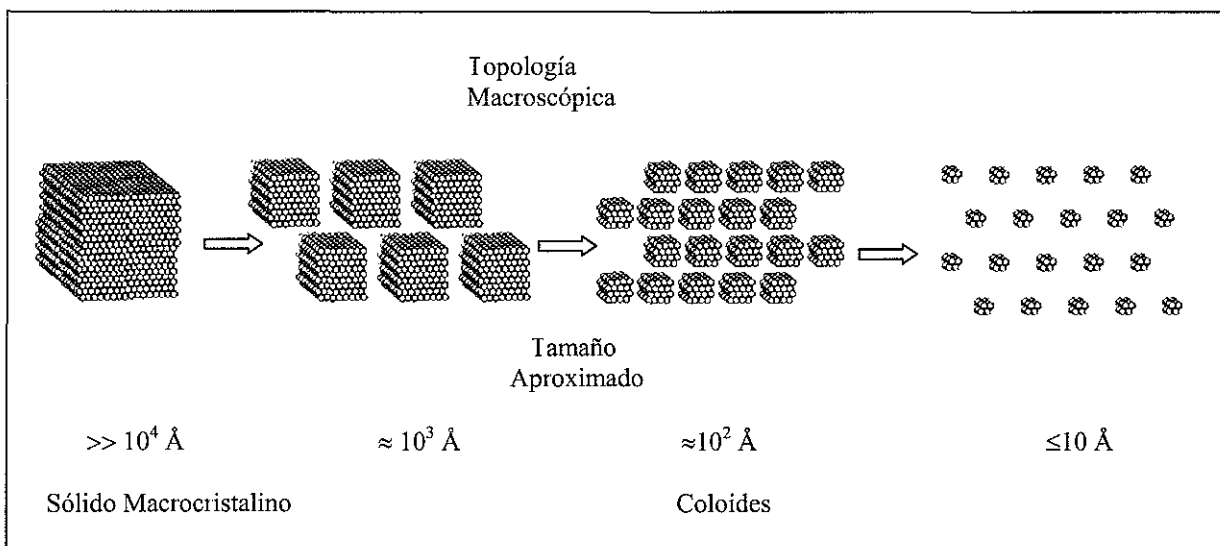 Topología
Macroscópica
Tamaño
Aproximado
>> 10⁴ Å ≈ 10³ Å ≈10² Å ≤10 Å
Sólido Macrocristalino Coloides